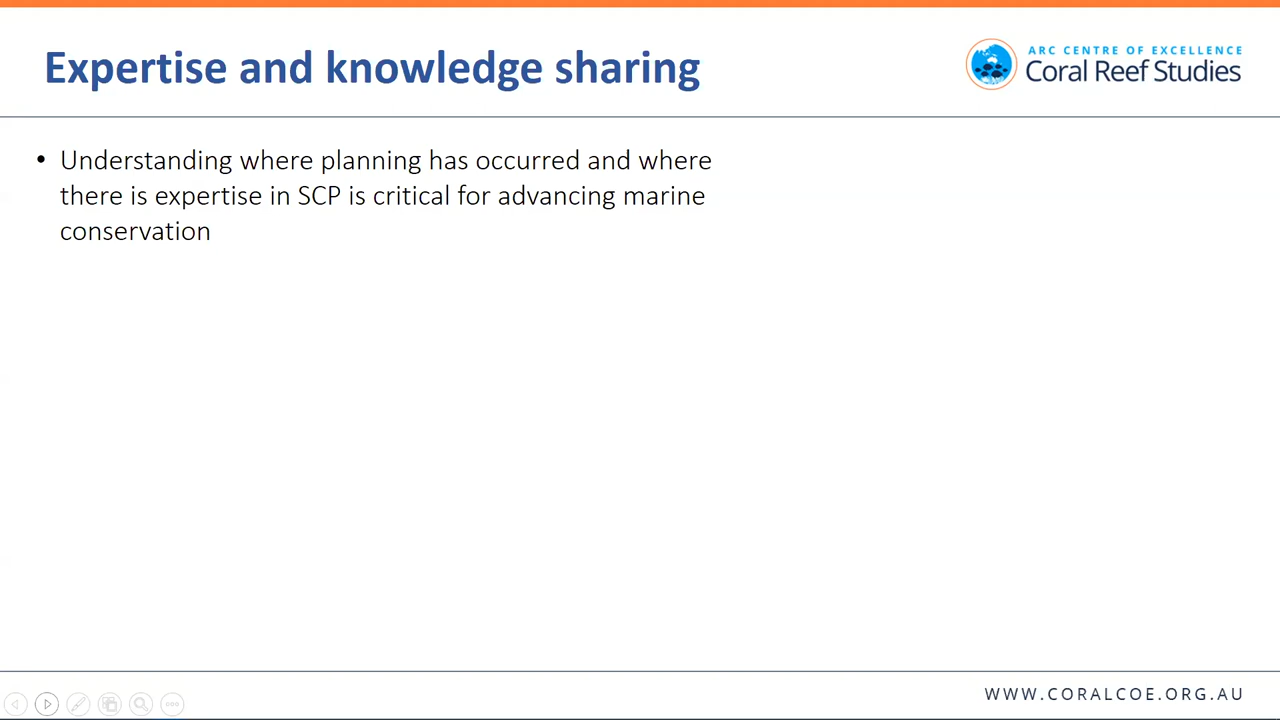 Expertise and knowledge sharing
ARC CENTRE OF EXCELLENCE
Coral Reef Studies
• Understanding where planning has occurred and where
there is expertise in SCP is critical for advancing marine
conservation
WWW.CORALCOE.ORG.AU